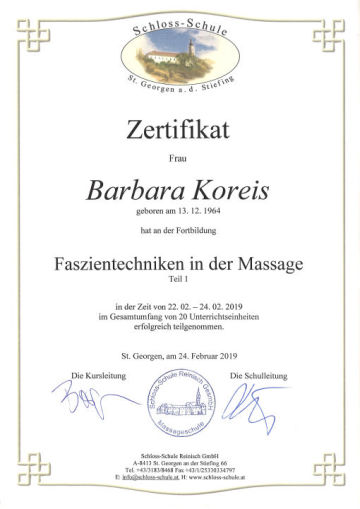 Schloss-Schule
St. Georgen a. d. Stiefing
Zertifikat
Frau
Barbara Koreis
geboren am 13. 12. 1964
hat an der Fortbildung
Faszientechniken in der Massage
Teil 1
in der Zeit von 22. 02. – 24. 02. 2019
im Gesamtumfang von 20 Unterrichtseinheiten
erfolgreich teilgenommen.
St. Georgen, am 24. Februar 2019
Die Kursleitung
Die Schulleitung
Schloss-Schule Reinisch GesmbH
Massageschule
Schloss-Schule Reinisch GmbH
A-8413 St. Georgen an der Stiefing 66
Tel. +43/3183/8468 Fax +43/1/25330334797
E: info@schloss-schule.at, H: www.schloss-schule.at